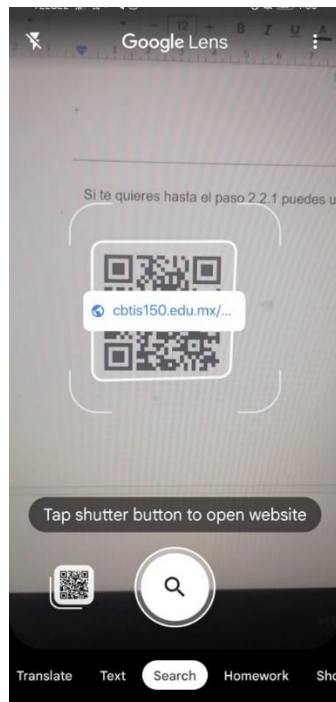 Google Lens
12 + B I U A
Si te quieres hasta el paso 2.2.1 puedes u
cbtis150.edu.mx/...
Tap shutter button to open website
Translate Text Search Homework Sho